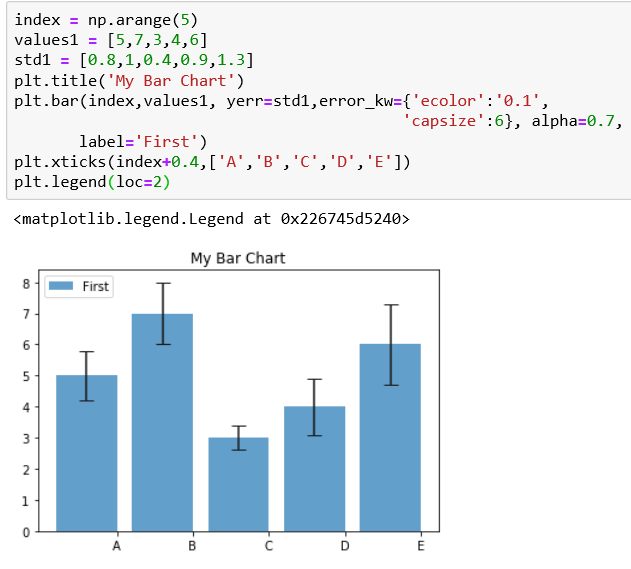 index = np.arange(5)
values1 = [5,7,3,4,6]
std1 = [0.8,1,0.4,0.9,1.3]
plt.title('My Bar Chart')
plt.bar(index,values1, yerr=std1,error_kw={'ecolor':'0.1',
                                           'capsize':6}, alpha=0.7,
       label='First')
plt.xticks(index+0.4,['A','B','C','D','E'])
plt.legend(loc=2)
<matplotlib.legend.Legend at 0x226745d5240>
My Bar Chart
First
8
7
6
5
4
3
2
1
0
A B C D E